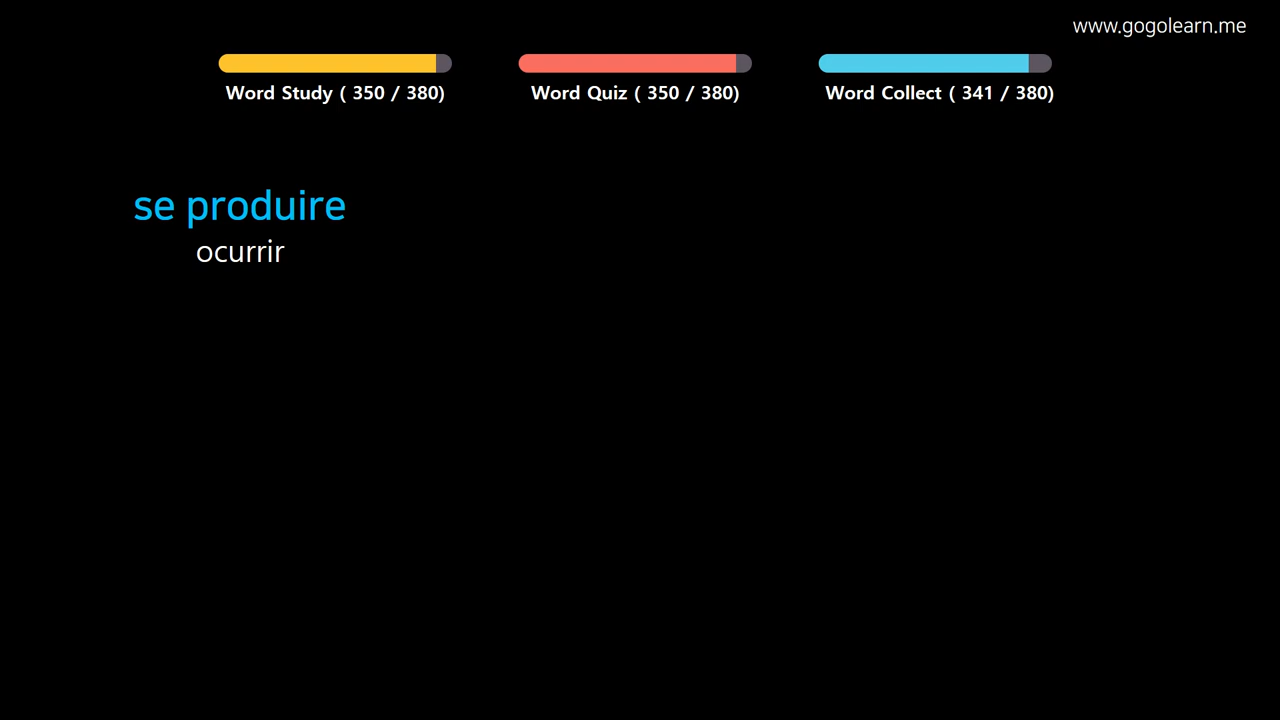 www.gogolearn.me
Word Study ( 350 / 380)
Word Quiz ( 350 / 380)
Word Collect ( 341 / 380)
se produire
ocurrir